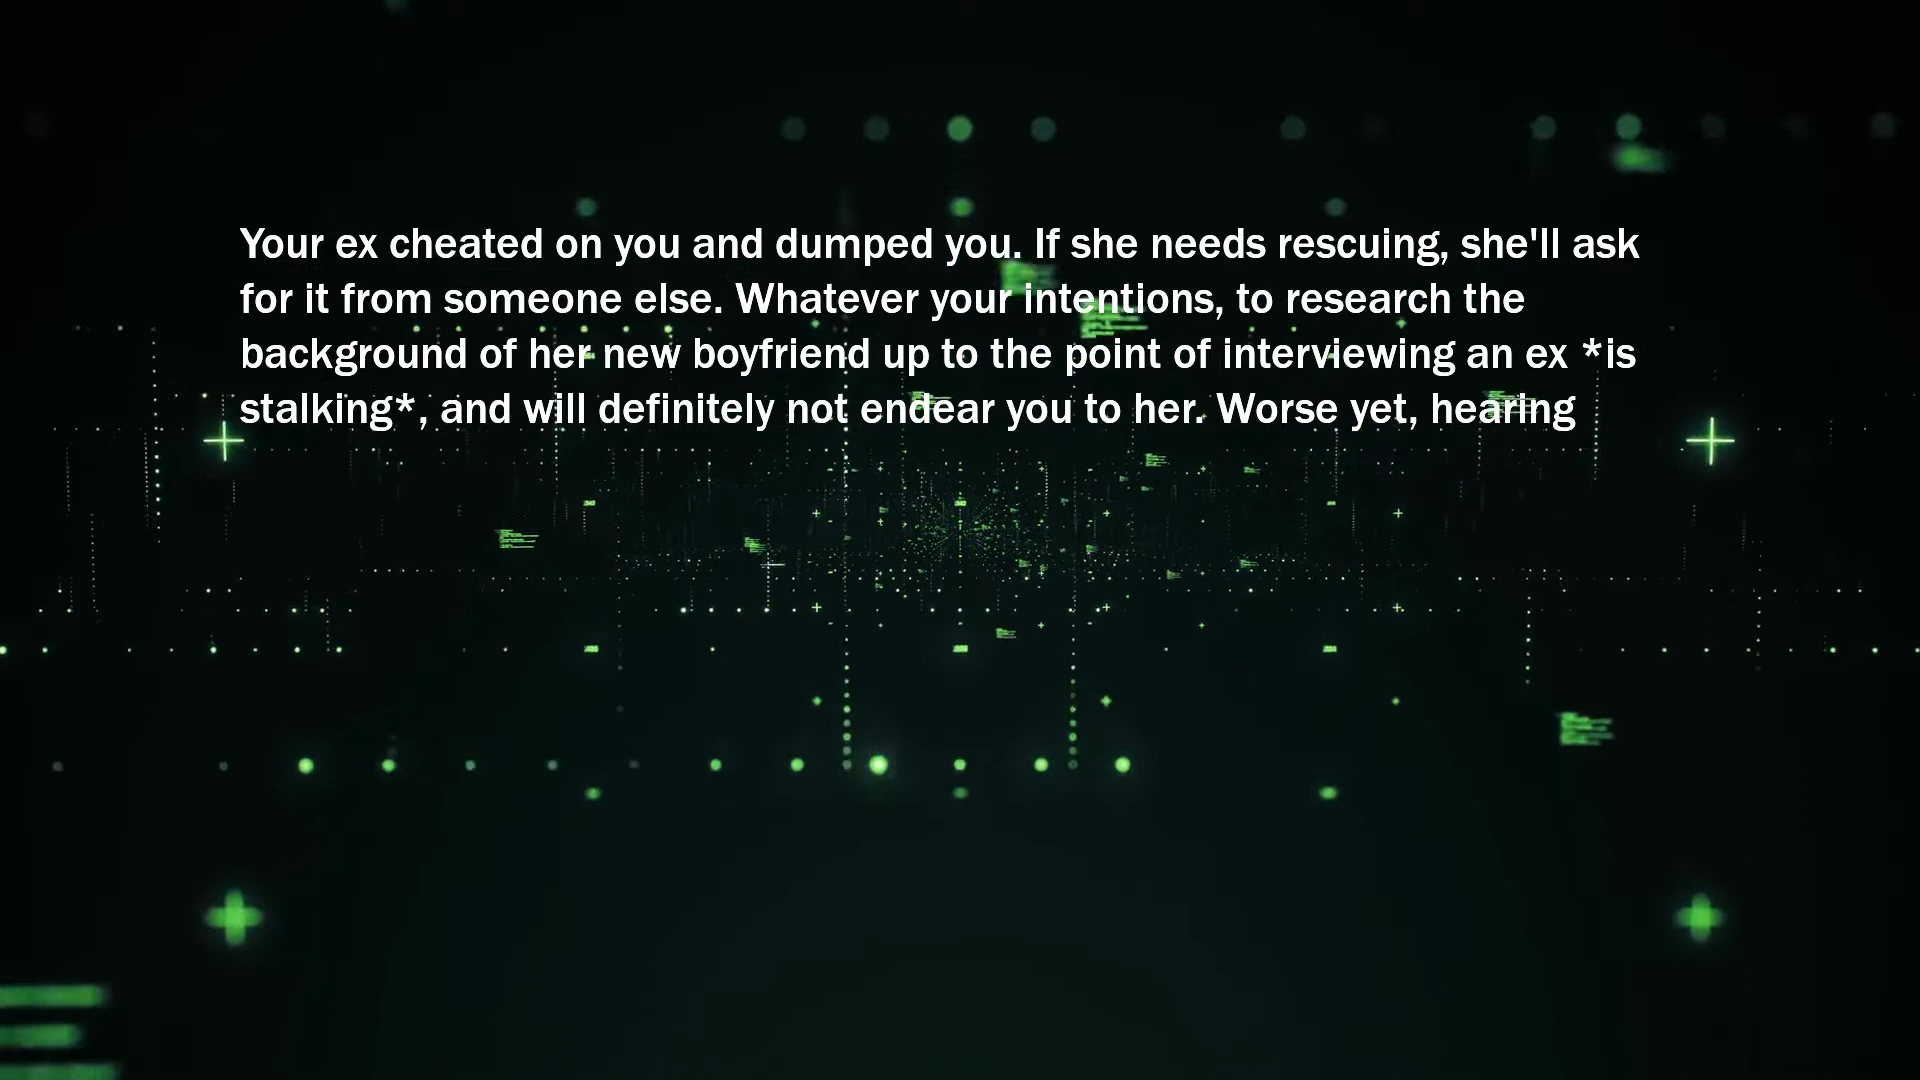 Your ex cheated on you and dumped you. If she needs rescuing, she'll ask
for it from someone else. Whatever your intentions, to research the
background of her new boyfriend up to the point of interviewing an ex *is
stalking*, and will definitely not endear you to her. Worse yet, hearing